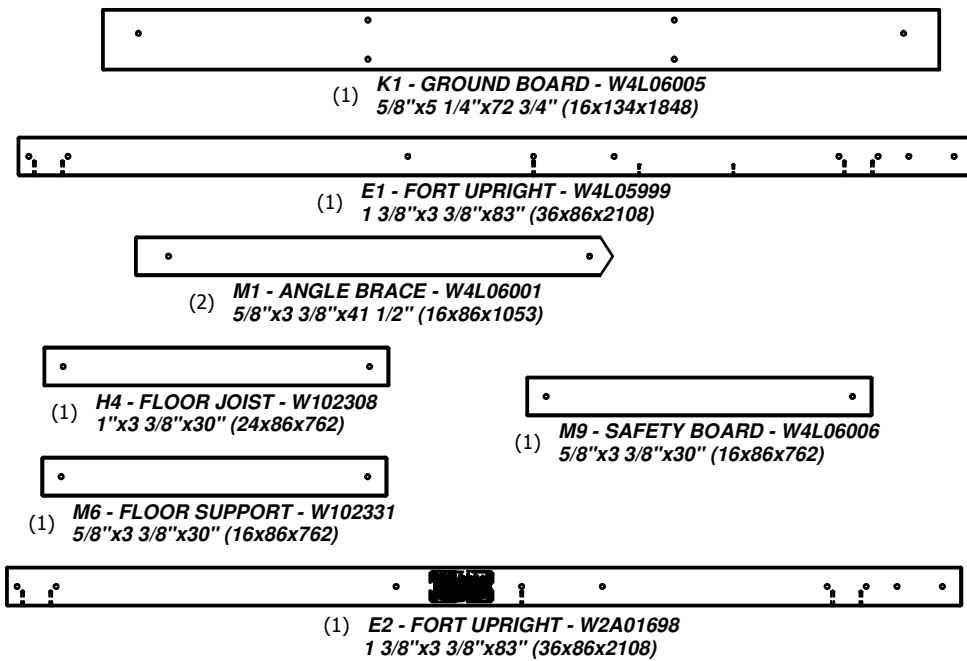 (1) K1 - GROUND BOARD - W4L06005
5/8"x5 1/4"x72 3/4" (16x134x1848)
(1) E1 - FORT UPRIGHT - W4L05999
1 3/8"x3 3/8"x83" (36x86x2108)
(2) M1 - ANGLE BRACE - W4L06001
5/8"x3 3/8"x41 1/2" (16x86x1053)
(1) H4 - FLOOR JOIST - W102308
1"x3 3/8"x30" (24x86x762)
(1) M9 - SAFETY BOARD - W4L06006
5/8"x3 3/8"x30" (16x86x762)
(1) M6 - FLOOR SUPPORT - W102331
5/8"x3 3/8"x30" (16x86x762)
(1) E2 - FORT UPRIGHT - W2A01698
1 3/8"x3 3/8"x83" (36x86x2108)